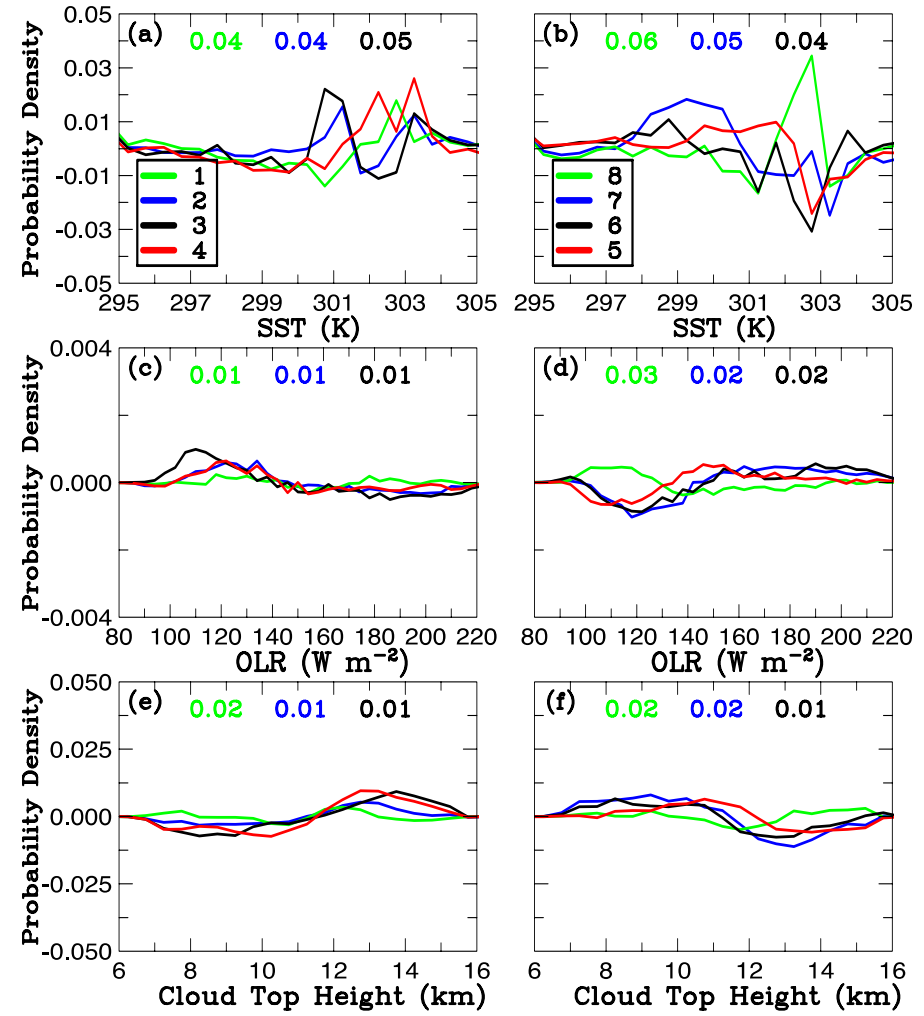 (a) 0.04 0.04 0.05
Probability Density
0.05
0.03
0.01
-0.01
-0.03
-0.05
1
2
3
4
295 297 299 301 303 305
SST (K)
(b) 0.06 0.05 0.04
8
7
6
5
295 297 299 301 303 305
SST (K)
(c) 0.01 0.01 0.01
Probability Density
0.004
0.000
-0.004
80 100 120 140 160 180 200 220
OLR (W m⁻²)
(d) 0.03 0.02 0.02
80 100 120 140 160 180 200 220
OLR (W m⁻²)
(e) 0.02 0.01 0.01
Probability Density
0.050
0.025
0.000
-0.025
-0.050
6 8 10 12 14 16
Cloud Top Height (km)
(f) 0.02 0.02 0.01
6 8 10 12 14 16
Cloud Top Height (km)